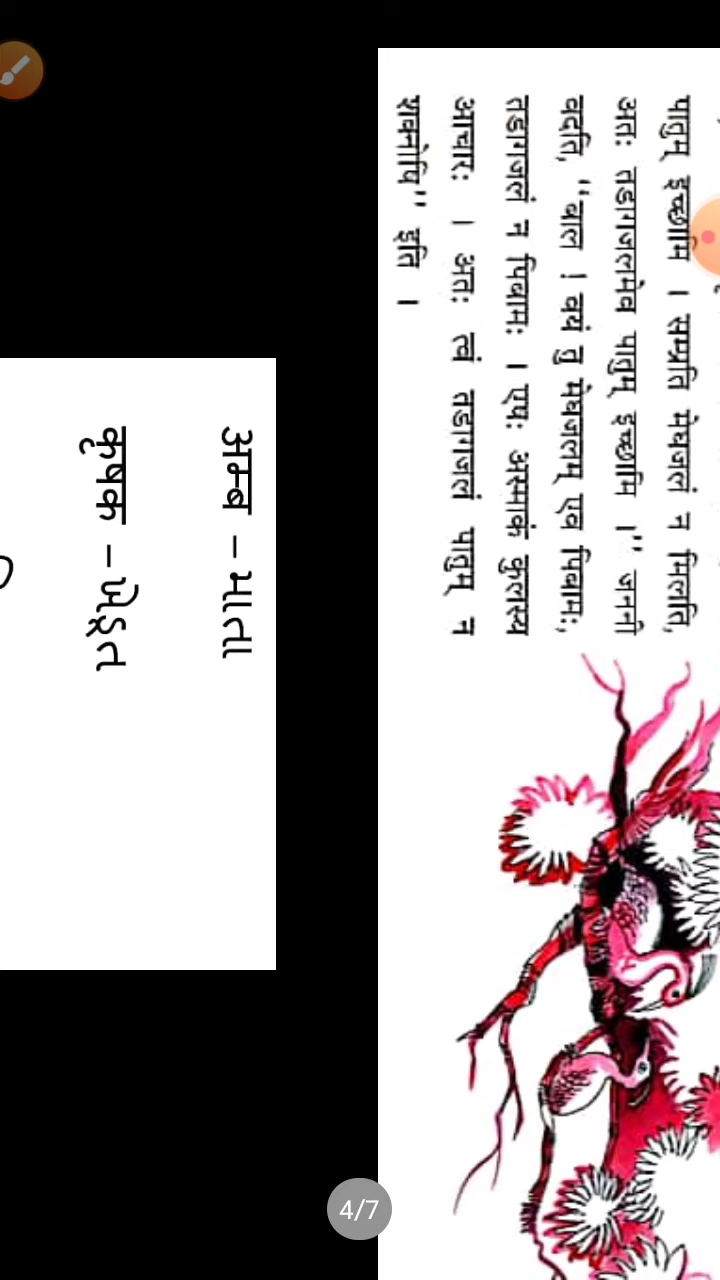 पातुम् इच्छामि । सम्प्रति मेघजलं न मिलति,
अतः तडागजलमेव पातुम् इच्छामि ।" जननी
वदति, "बाल ! वयं तु मेघजलम् एव पिबामः,
तडागजलं न पिबामः । एषः अस्माकं कुलस्य
आचारः । अतः त्वं तडागजलं पातुम् न
शक्नोषि" इति ।
अम्ब - માતા
कृषक - ખેડૂત
4/7